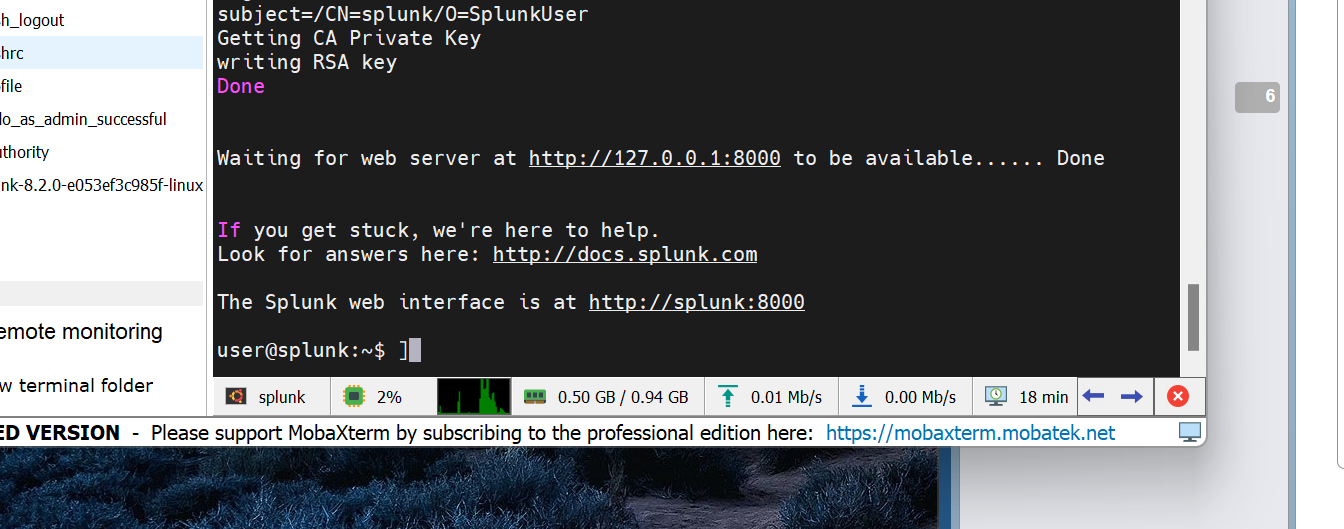 h_logout
subject=/CN=splunk/O=SplunkUser
Getting CA Private Key
hrc
writing RSA key
file
Done
6
lo_as_admin_successful
uthority
Waiting for web server at http://127.0.0.1:8000 to be available...... Done
nk-8.2.0-e053ef3c985f-linux
If you get stuck, we're here to help.
Look for answers here: http://docs.splunk.com
The Splunk web interface is at http://splunk:8000
emote monitoring
user@splunk:~$ ]
w terminal folder
splunk 2% 0.50 GB / 0.94 GB 0.01 Mb/s 0.00 Mb/s 18 min
ED VERSION - Please support MobaXterm by subscribing to the professional edition here: https://mobaxterm.mobatek.net